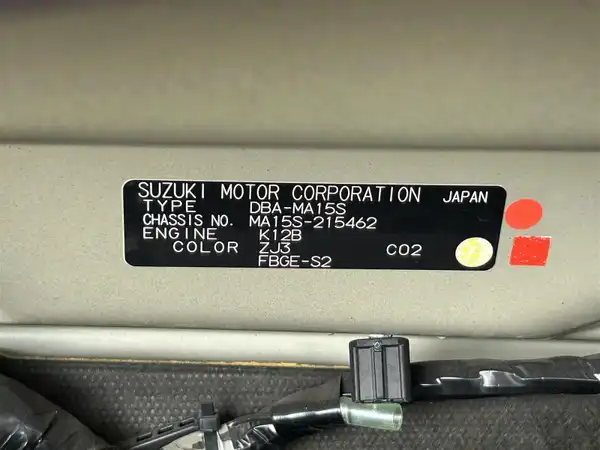 SUZUKI MOTOR CORPORATION JAPAN
TYPE DBA-MA15S
CHASSIS NO. MA15S-215462
ENGINE K12B
COLOR ZJ3 C02
FBGE-S2